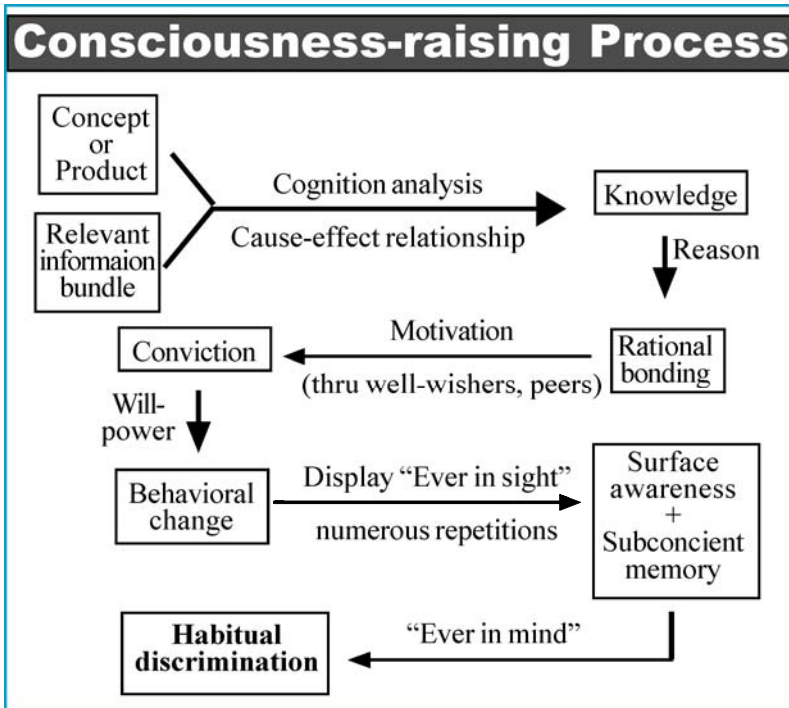 Consciousness-raising Process
Concept
or
Product
Relevant
informaion
bundle
Cognition analysis
Cause-effect relationship
Knowledge
Reason
Rational
bonding
Motivation
(thru well-wishers, peers)
Conviction
Will-
power
Behavioral
change
Display “Ever in sight”
numerous repetitions
Surface
awareness
+
Subconcient
memory
“Ever in mind”
Habitual
discrimination